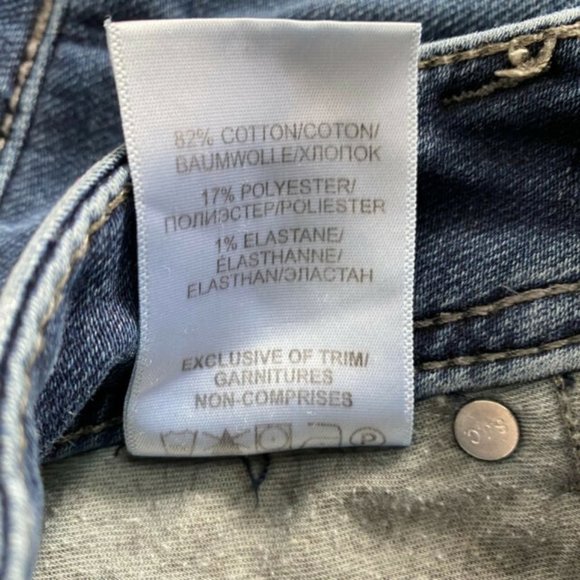 82% COTTON/COTON/
BAUMWOLLE/ХЛОПОК
17% POLYESTER/
ПОЛИЭСТЕР/POLIESTER
1% ELASTANE/
ÉLASTHANNE/
ELASTHAN/ЭЛАСТАН
EXCLUSIVE OF TRIM/
GARNITURES
NON-COMPRISES
P